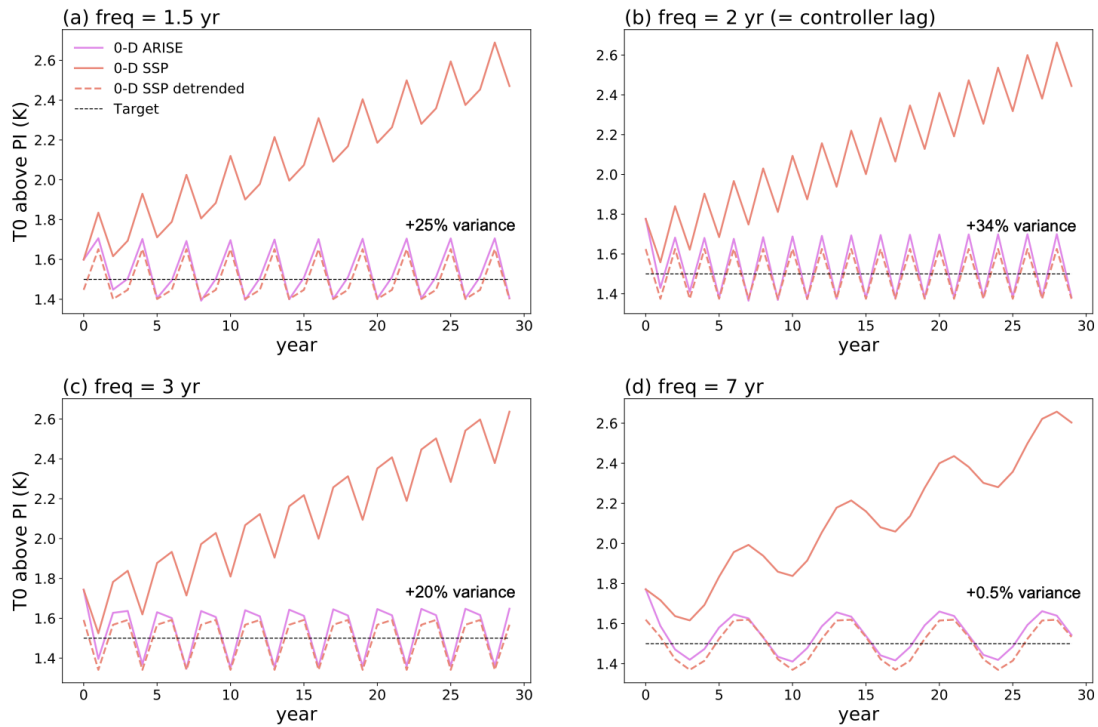 (a) freq = 1.5 yr
0-D ARISE
0-D SSP
0-D SSP detrended
Target
T0 above PI (K)
2.6
2.4
2.2
2.0
1.8
1.6
1.4
+25% variance
0 5 10 15 20 25 30
year
(b) freq = 2 yr (= controller lag)
2.6
2.4
2.2
2.0
1.8
1.6
1.4
+34% variance
0 5 10 15 20 25 30
year
(c) freq = 3 yr
T0 above PI (K)
2.6
2.4
2.2
2.0
1.8
1.6
1.4
+20% variance
0 5 10 15 20 25 30
year
(d) freq = 7 yr
2.6
2.4
2.2
2.0
1.8
1.6
1.4
+0.5% variance
0 5 10 15 20 25 30
year